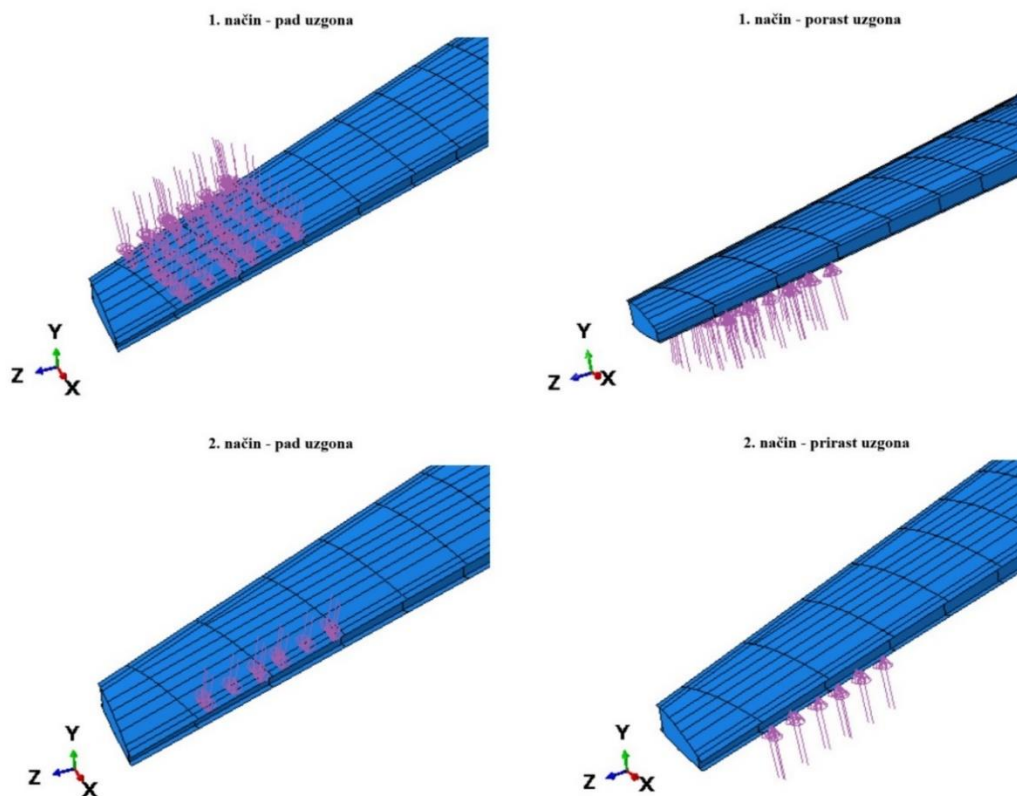 1. način - pad uzgona
1. način - porast uzgona
Y
Z
X
Y
Z
X
2. način - pad uzgona
2. način - prirast uzgona
Y
Z
X
Y
Z
X